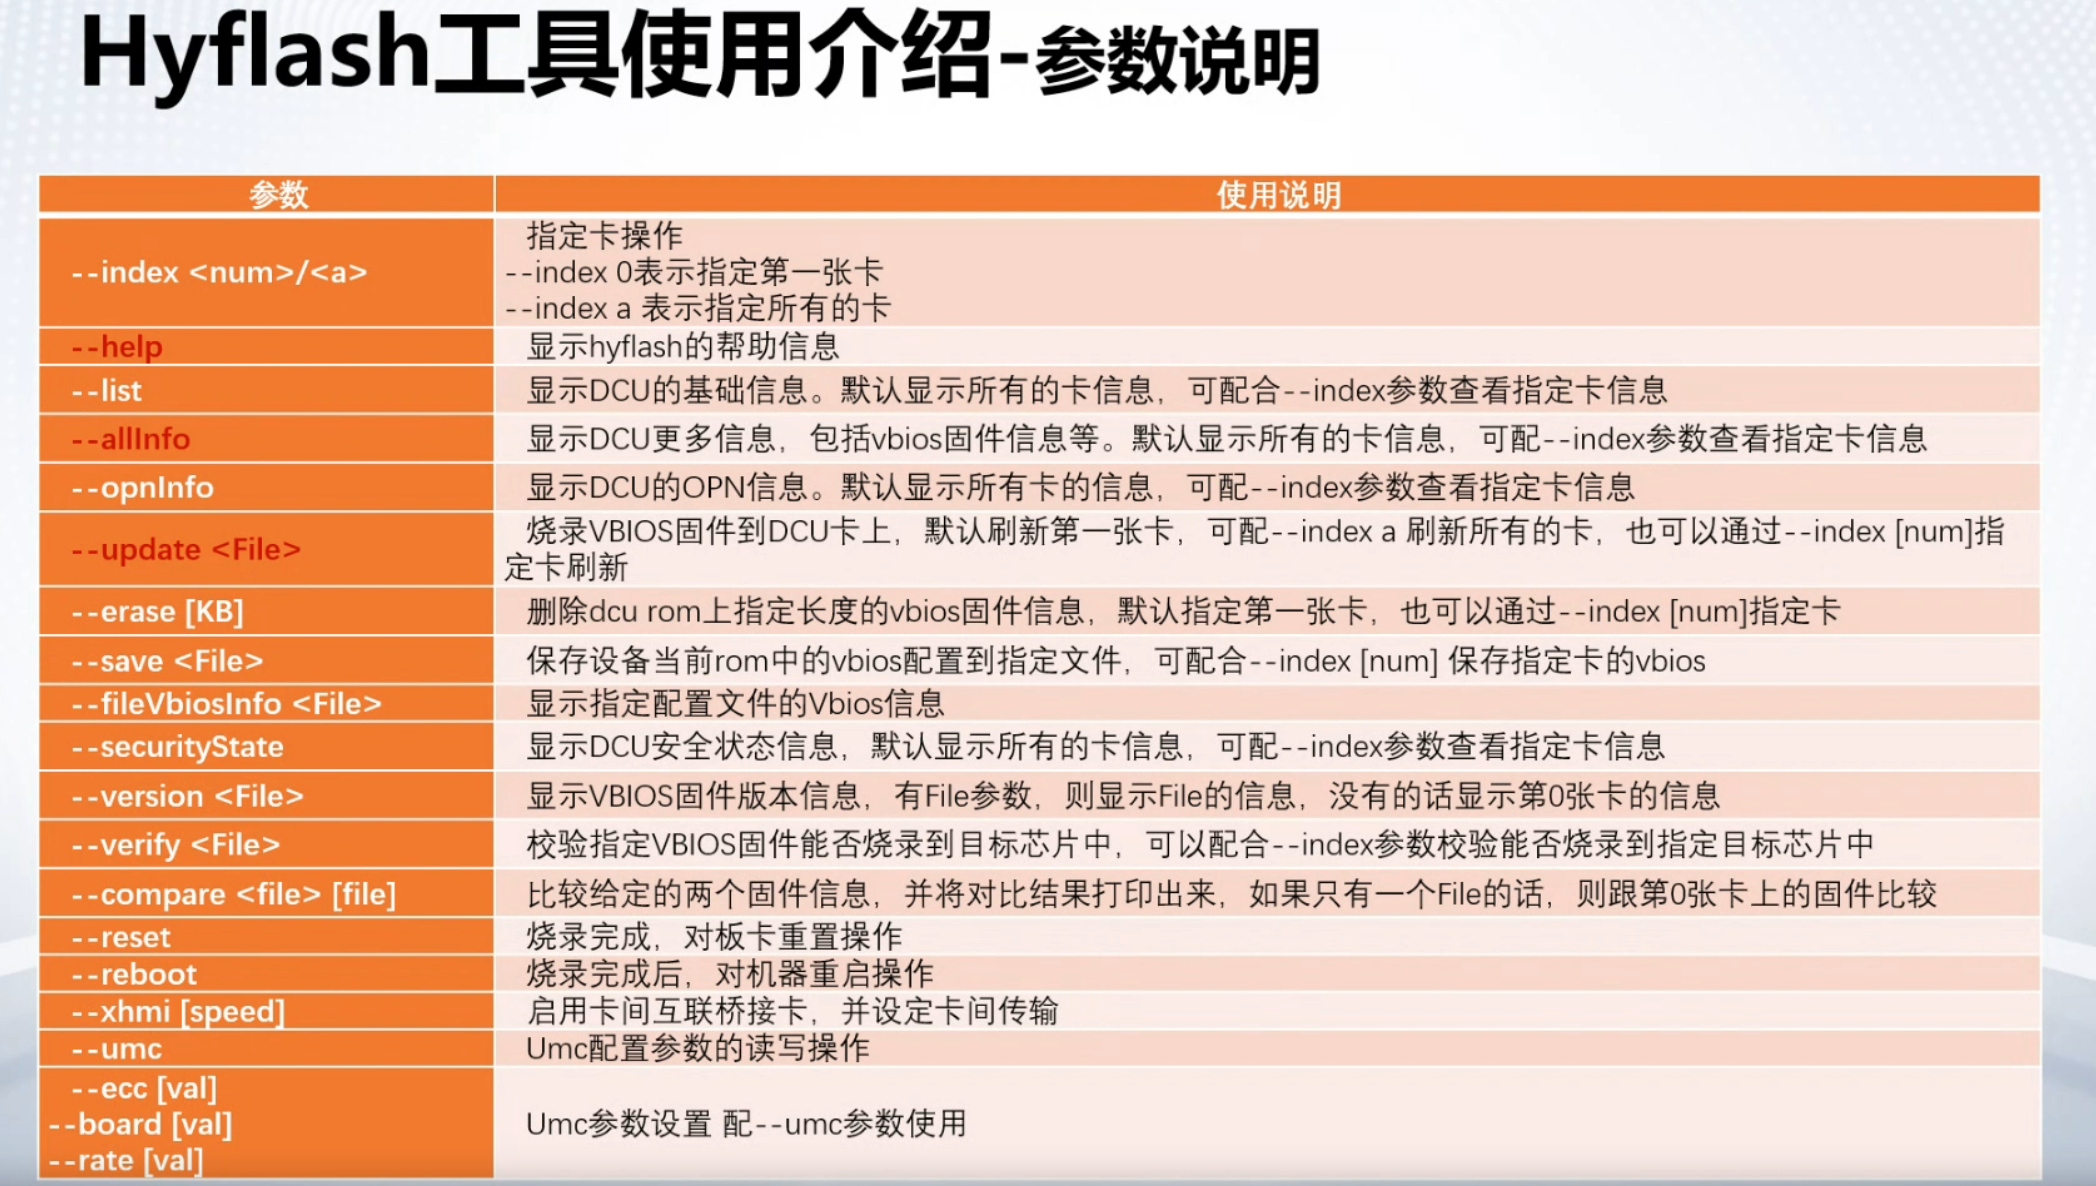 Hyflash工具使用介绍-参数说明
参数
使用说明
--index <num>/<a>
指定卡操作
--index 0表示指定第一张卡
--index a 表示指定所有的卡
--help
显示hyflash的帮助信息
--list
显示DCU的基础信息。默认显示所有的卡信息，可配合--index参数查看指定卡信息
--allInfo
显示DCU更多信息，包括vbios固件信息等。默认显示所有的卡信息，可配--index参数查看指定卡信息
--opnInfo
显示DCU的OPN信息。默认显示所有卡的信息，可配--index参数查看指定卡信息
--update <File>
烧录VBIOS固件到DCU卡上，默认刷新第一张卡，可配--index a 刷新所有的卡，也可以通过--index [num]指
定卡刷新
--erase [KB]
删除dcu rom上指定长度的vbios固件信息，默认指定第一张卡，也可以通过--index [num]指定卡
--save <File>
保存设备当前rom中的vbios配置到指定文件，可配合--index [num] 保存指定卡的vbios
--fileVbiosInfo <File>
显示指定配置文件的Vbios信息
--securityState
显示DCU安全状态信息，默认显示所有的卡信息，可配--index参数查看指定卡信息
--version <File>
显示VBIOS固件版本信息，有File参数，则显示File的信息，没有的话显示第0张卡的信息
--verify <File>
校验指定VBIOS固件能否烧录到目标芯片中，可以配合--index参数校验能否烧录到指定目标芯片中
--compare <file> [file]
比较给定的两个固件信息，并将对比结果打印出来，如果只有一个File的话，则跟第0张卡上的固件比较
--reset
烧录完成，对板卡重置操作
--reboot
烧录完成后，对机器重启操作
--xhmi [speed]
启用卡间互联桥接卡，并设定卡间传输
--umc
Umc配置参数的读写操作
--ecc [val]
--board [val]
--rate [val]
Umc参数设置 配--umc参数使用